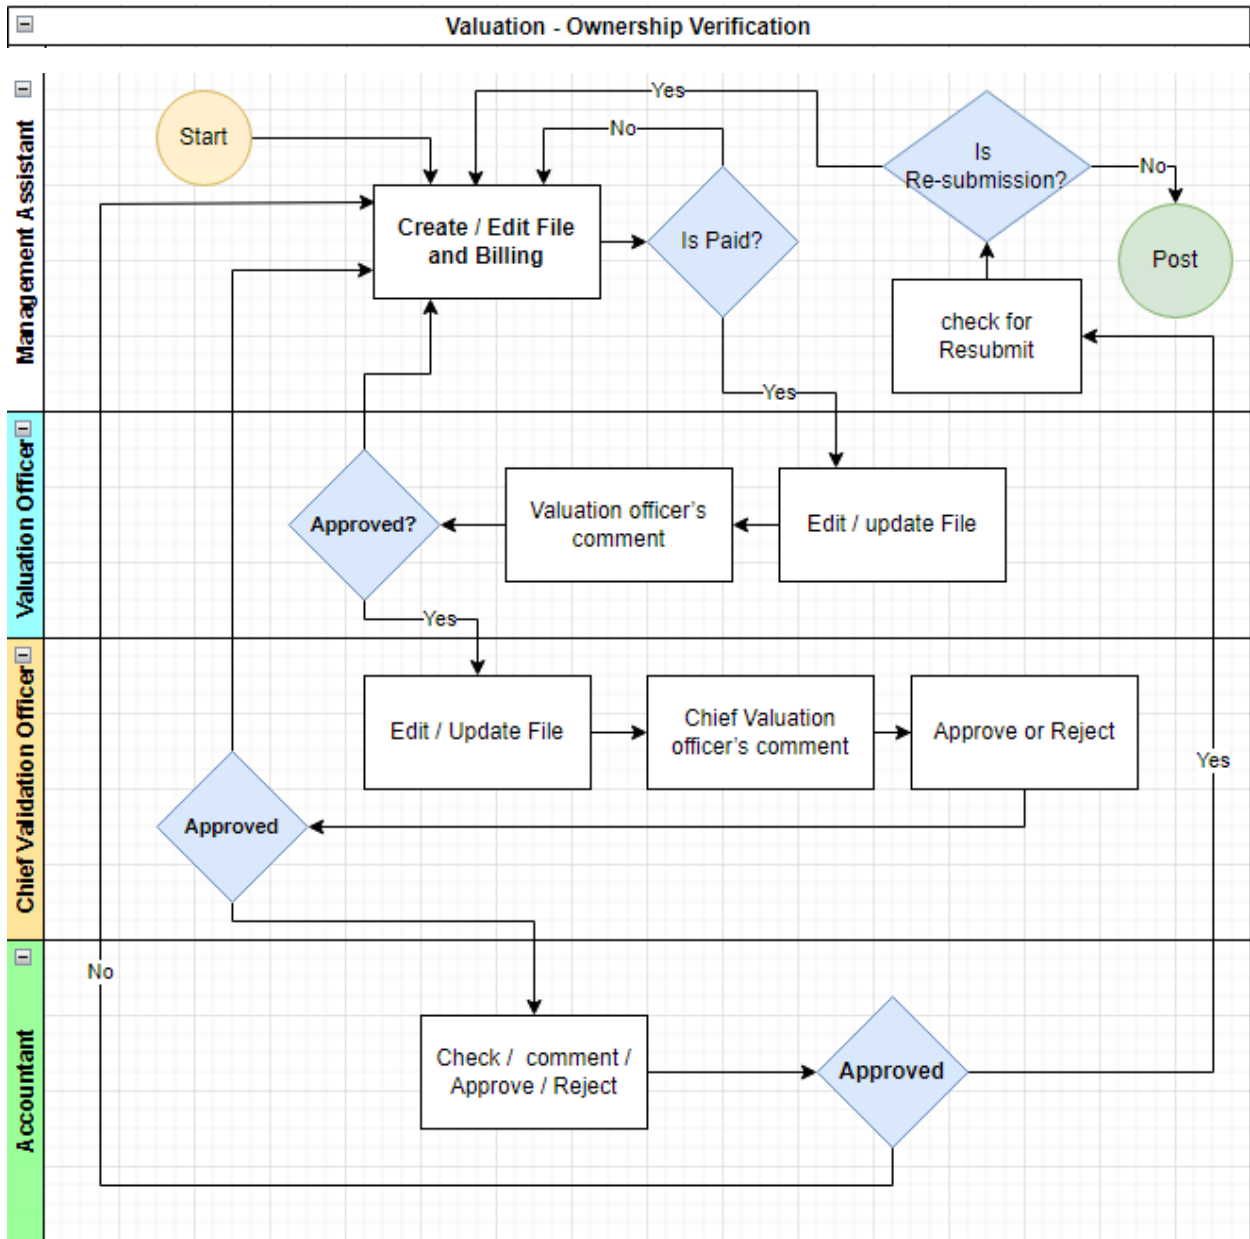 Valuation - Ownership Verification
Management Assistant
Start
Yes
No
Is
Re-submission?
No
Create / Edit File
and Billing
Is Paid?
Post
check for
Resubmit
Yes
Valuation Officer
Approved?
Valuation officer's
comment
Edit / update File
Yes
Chief Validation Officer
Edit / Update File
Chief Valuation
officer's comment
Approve or Reject
Yes
Approved
No
Accountant
Check /  comment /
Approve / Reject
Approved